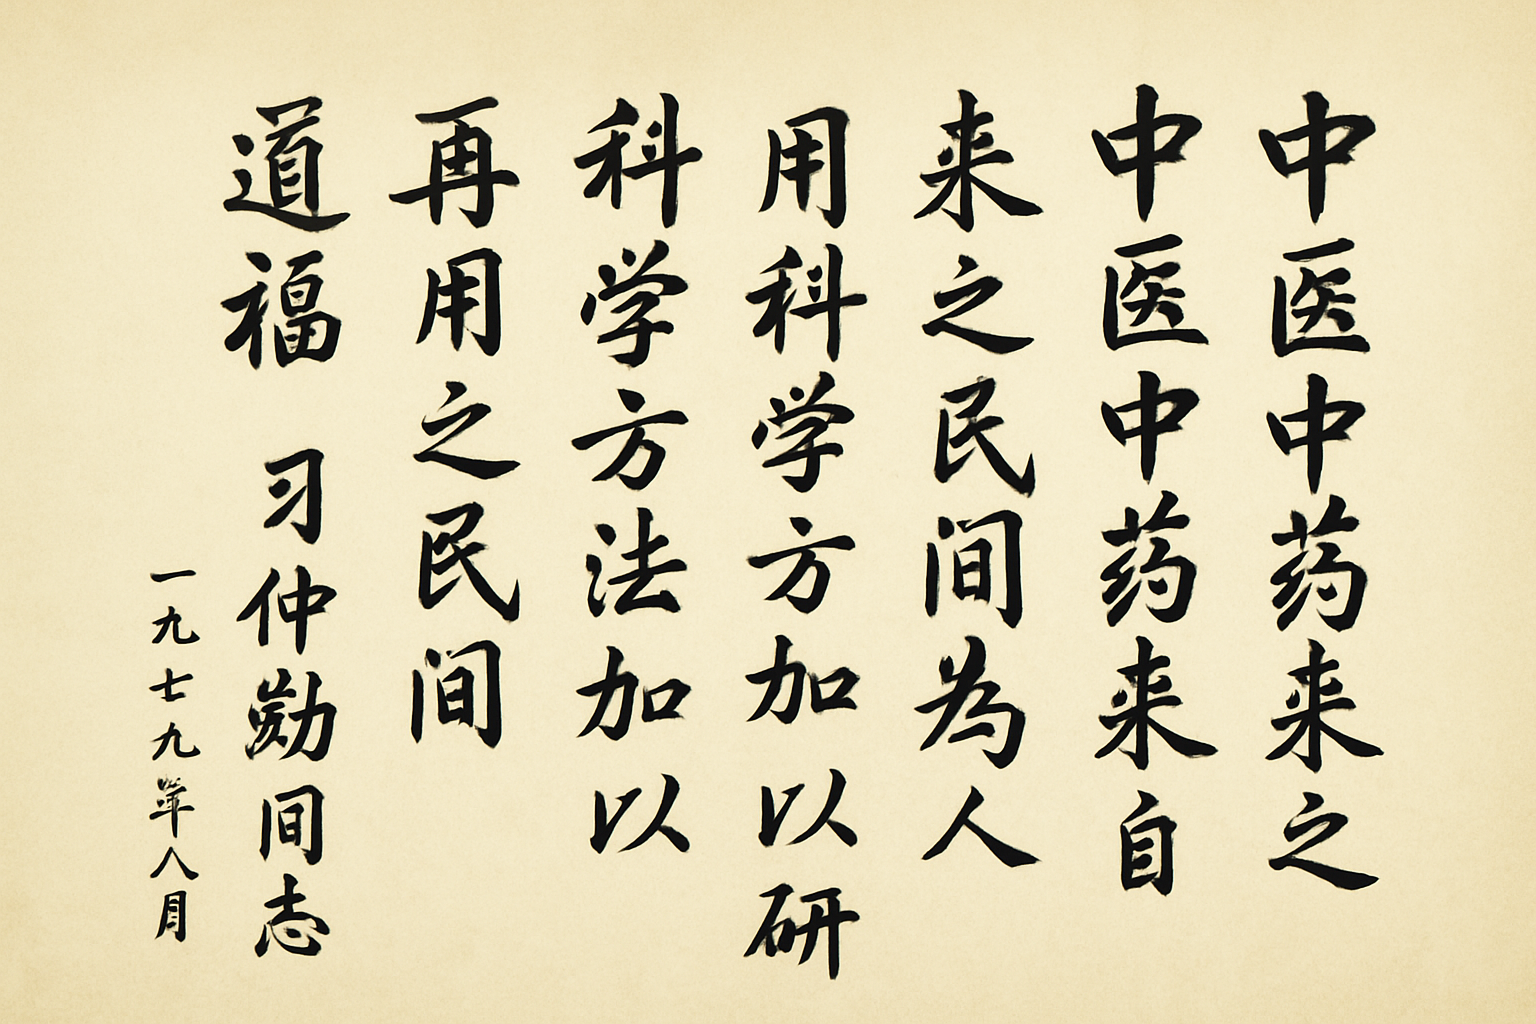 中医中药来之
中医中药来自
来之民间为人
用科学方加以研
科学方法加以
再用之民间
道福 习仲勋间志
一九七九年八月